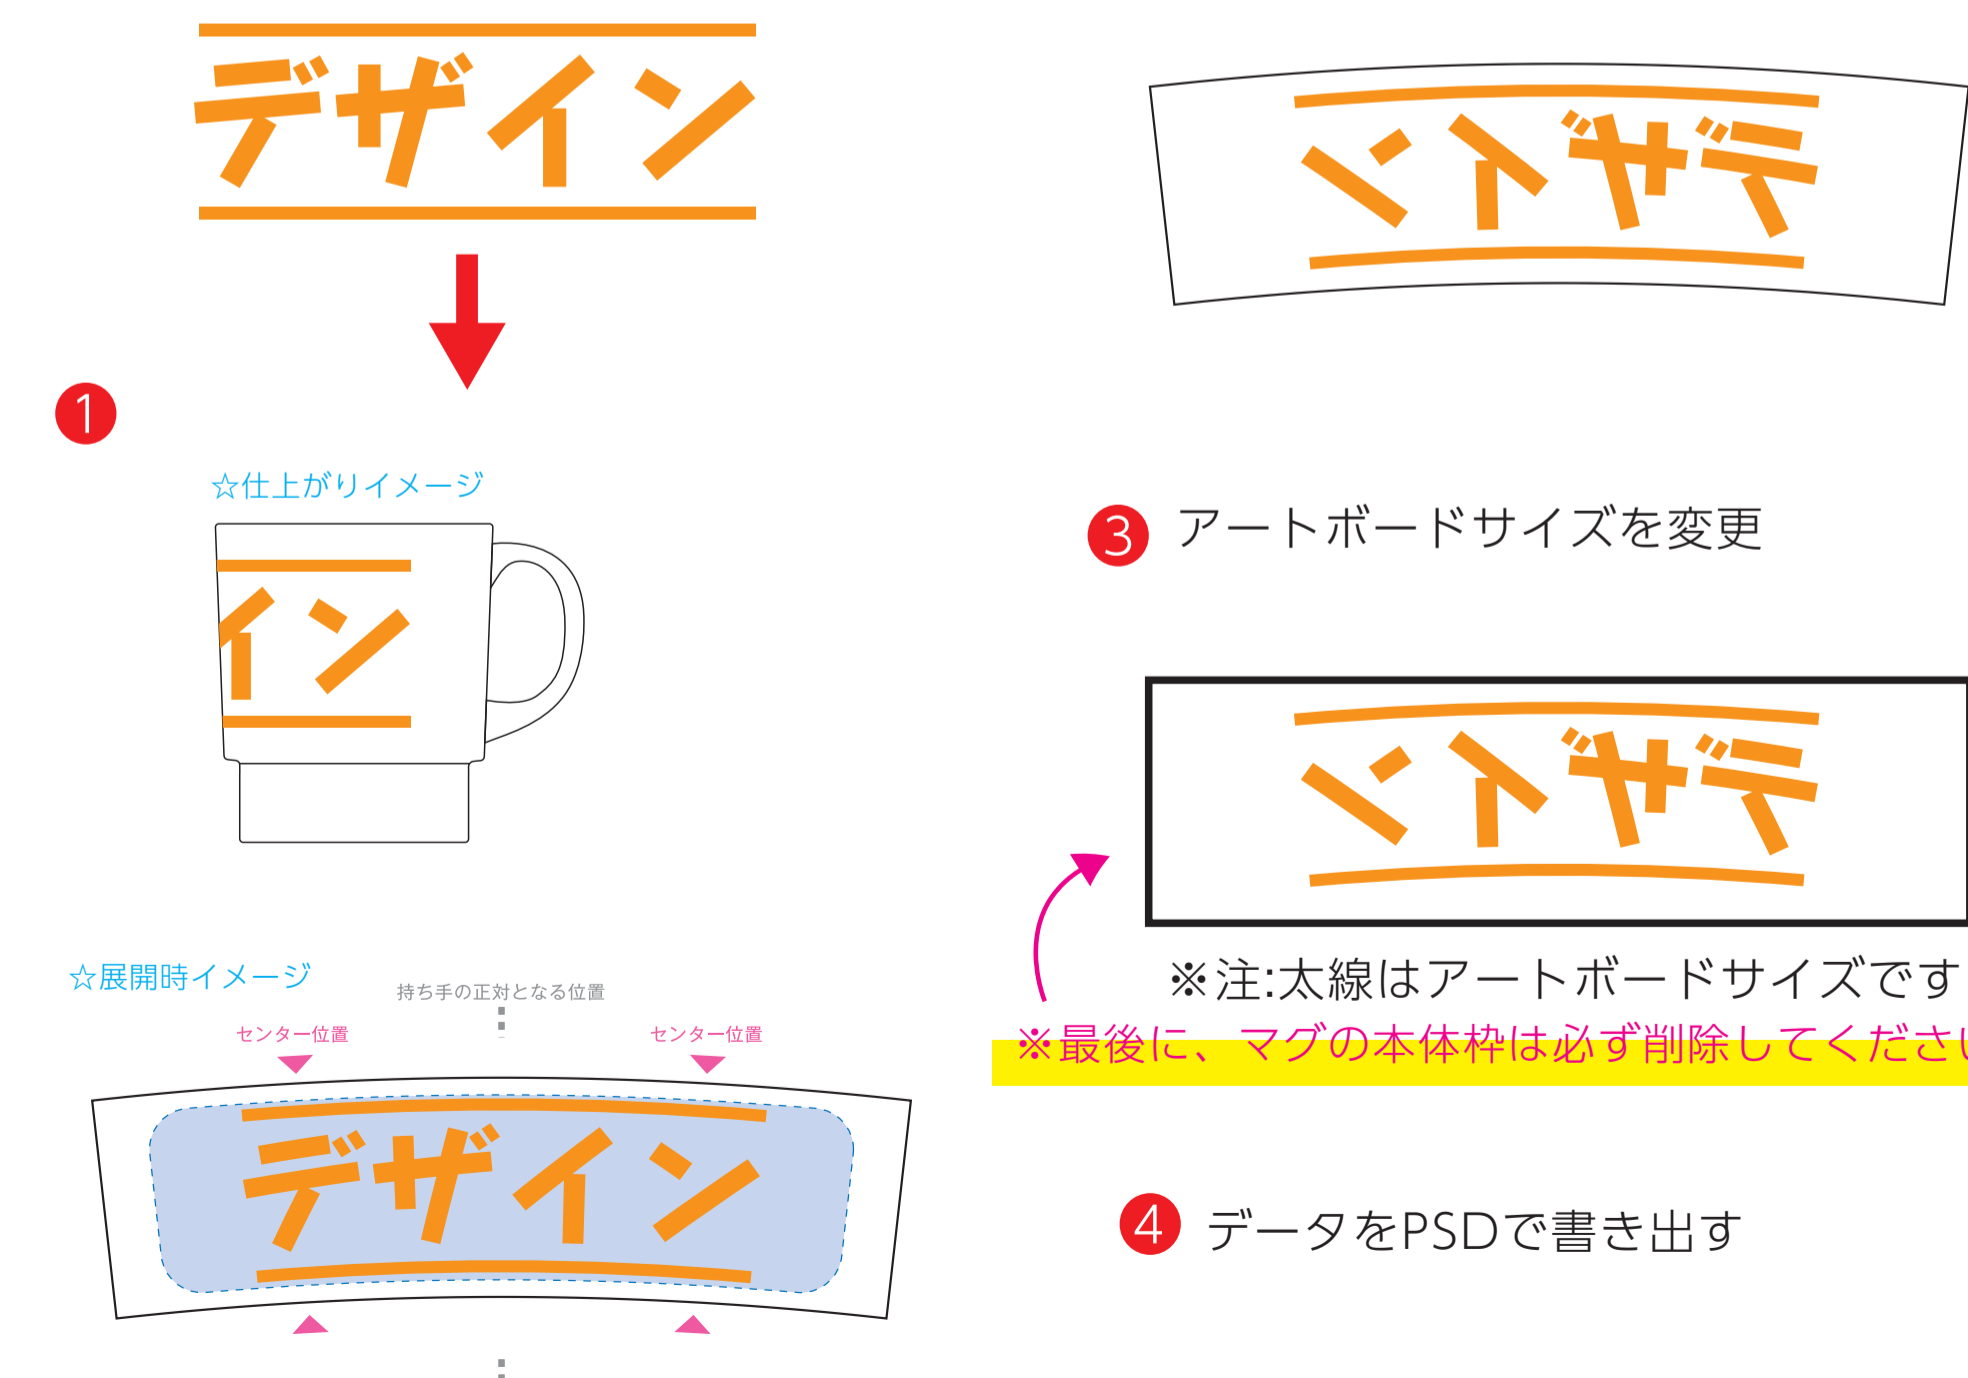 デザイン
1
☆仕上がりイメージ
イン
☆展開時イメージ
持ち手の正対となる位置
センター位置
センター位置
デザイン
デザイン
3 アートボードサイズを変更
デザイン
※注:太線はアートボードサイズです
※最後に、マグの本体枠は必ず削除してください
4 データをPSDで書き出す